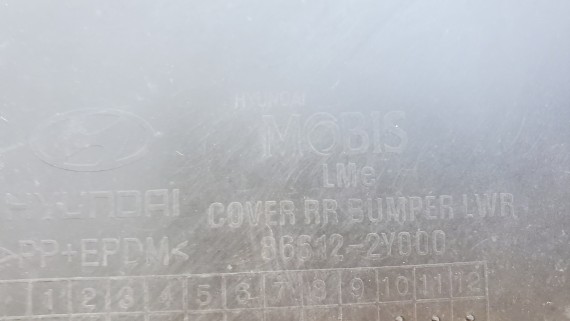 HYUNDAI
MOBIS
LMe
HYUNDAI
COVER RR BUMPER LWR
>PP+EPDM<
86612-2Y000
1 2 3 4 5 6 7 8 9 10 11 12